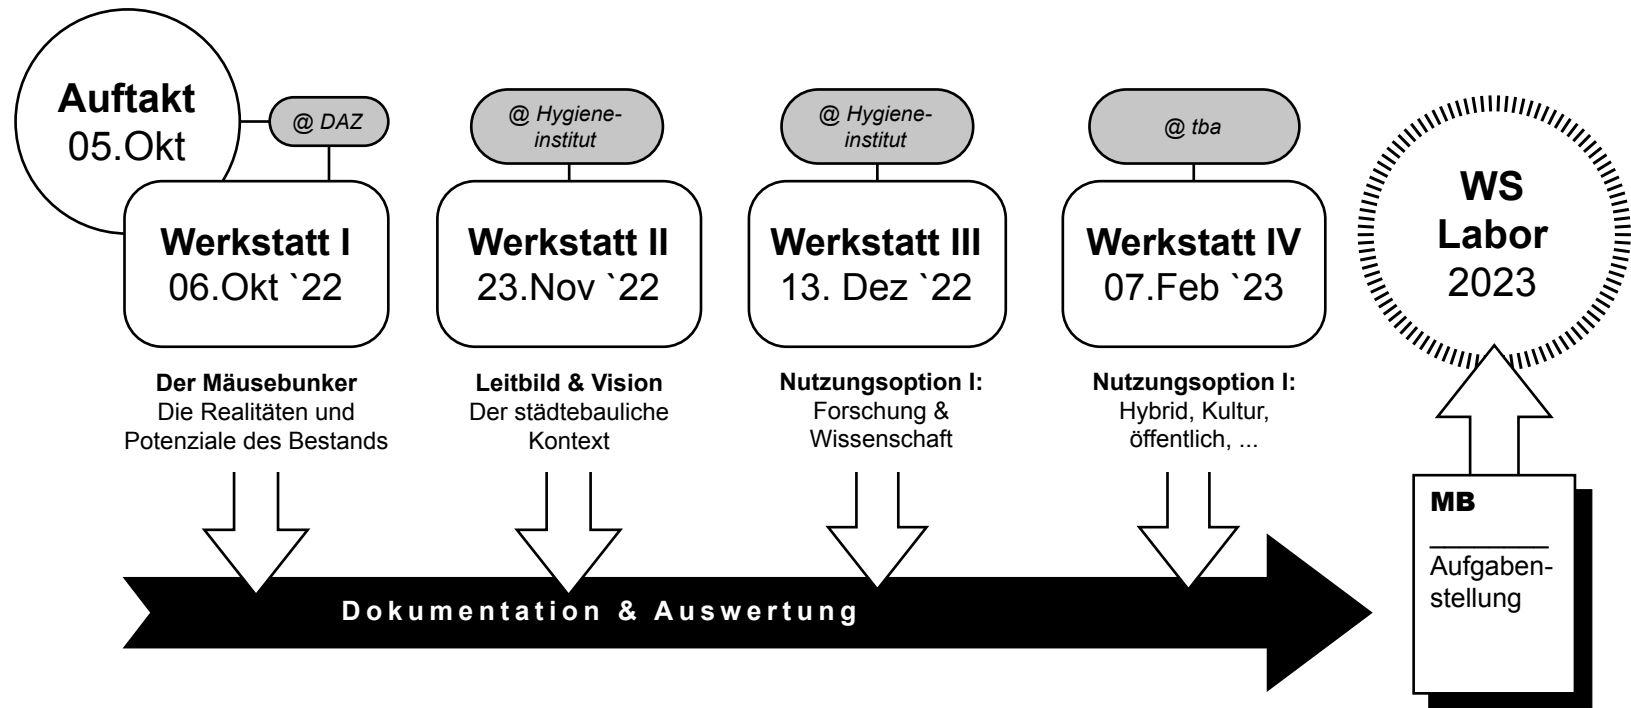 Auftakt
05.Okt
@ DAZ
Werkstatt I
06.Okt `22
Der Mäusebunker
Die Realitäten und
Potenziale des Bestands
@ Hygiene-
institut
Werkstatt II
23.Nov `22
Leitbild & Vision
Der städtebauliche
Kontext
@ Hygiene-
institut
Werkstatt III
13. Dez `22
Nutzungsoption I:
Forschung &
Wissenschaft
@ tba
Werkstatt IV
07.Feb `23
Nutzungsoption I:
Hybrid, Kultur,
öffentlich, ...
WS
Labor
2023
MB
Aufgaben-
stellung
Dokumentation & Auswertung